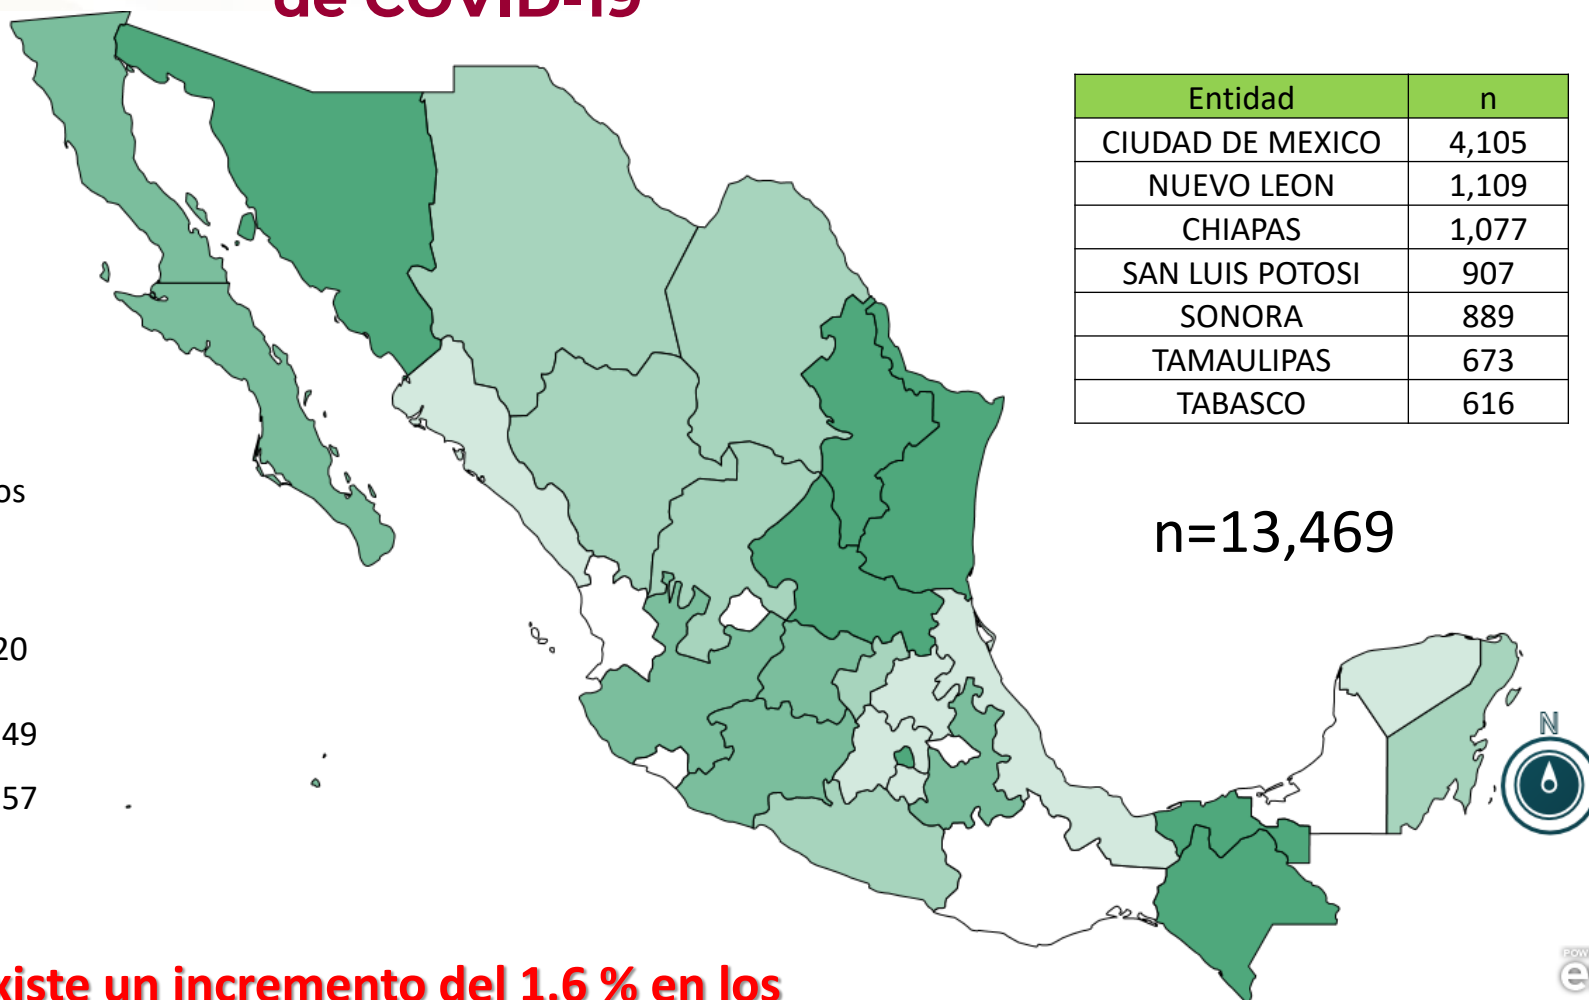 de COVID-19
Entidad n
CIUDAD DE MEXICO 4,105
NUEVO LEON 1,109
CHIAPAS 1,077
SAN LUIS POTOSI 907
SONORA 889
TAMAULIPAS 673
TABASCO 616
os
n=13,469
20
49
57
N
xiste un incremento del 1.6 % en los